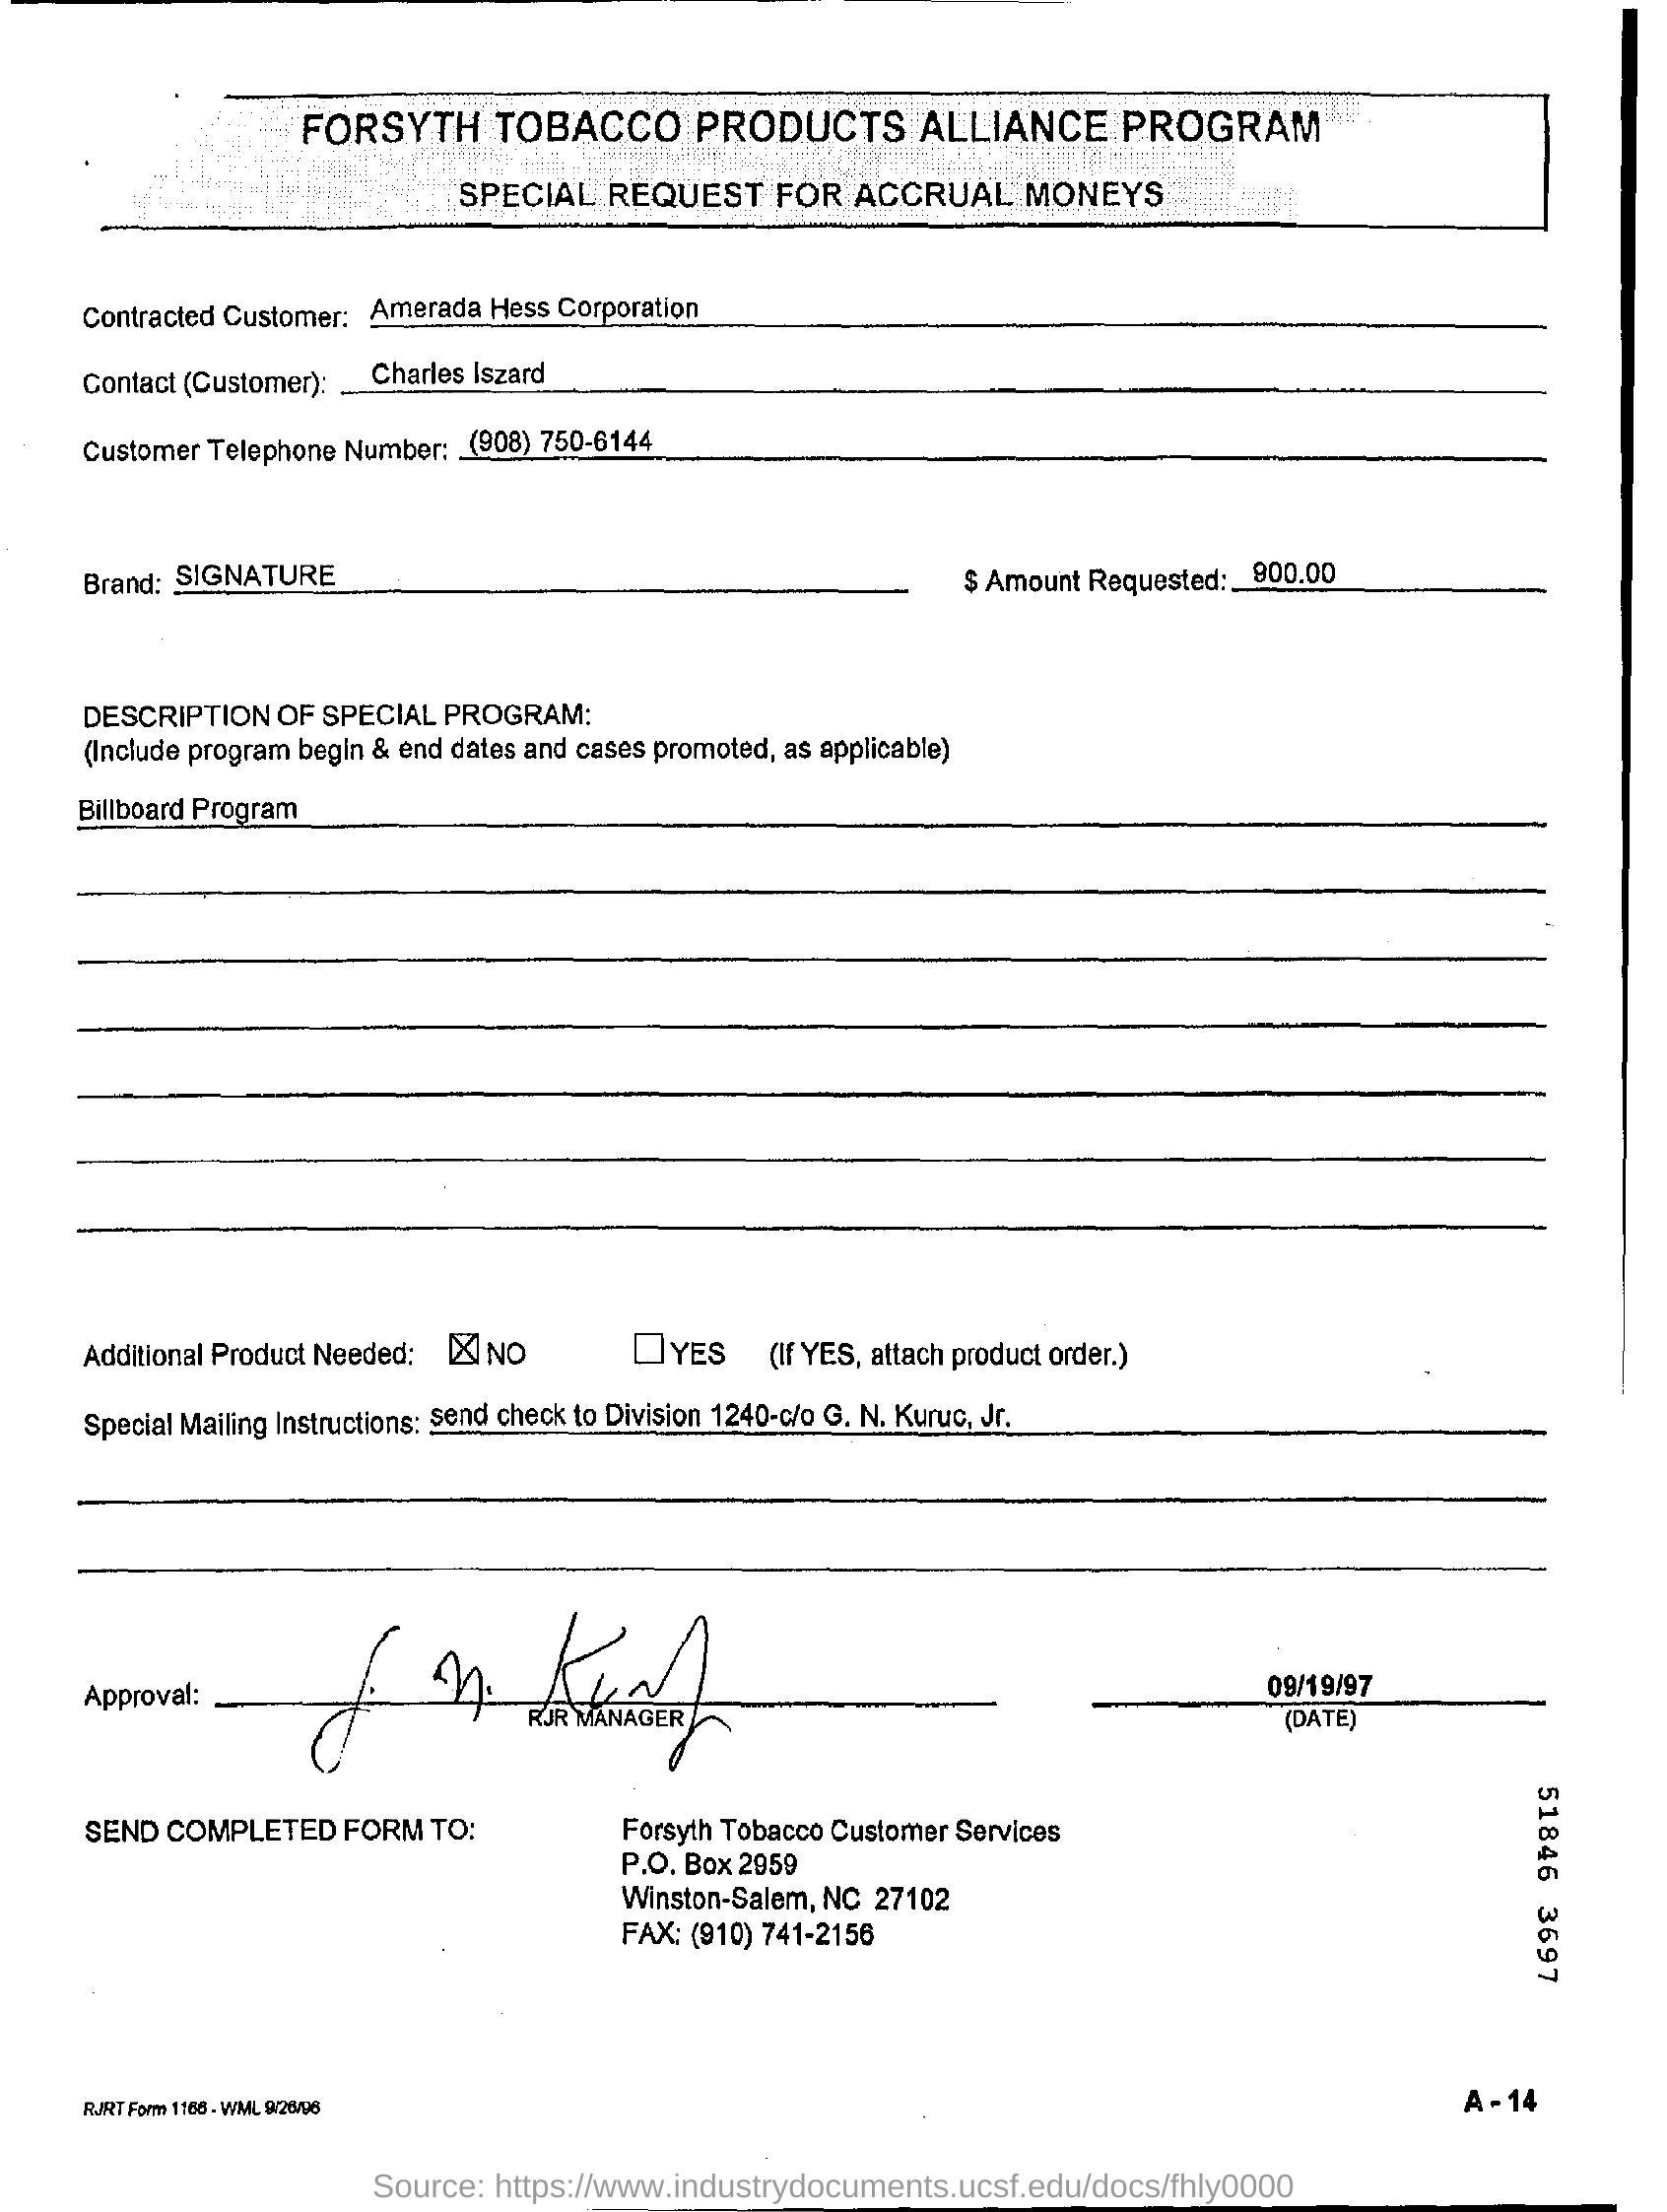 FORSYTH TOBACCO PRODUCTS ALLIANCE PROGRAM
SPECIAL REQUEST FOR ACCRUAL MONEYS
Contracted Customer: Amerada Hess Corporation
Contact (Customer): Charles Iszard
Customer Telephone Number: (908) 750-6144
Brand: SIGNATURE $ Amount Requested: 900.00
DESCRIPTION OF SPECIAL PROGRAM:
(Include program begin & end dates and cases promoted, as applicable)
Billboard Program
Additional Product Needed: ☒ NO ☐ YES (If YES, attach product order.)
Special Mailing Instructions: send check to Division 1240-c/o G. N. Kuruc, Jr.
Approval:
RJR MANAGER
09/19/97
(DATE)
SEND COMPLETED FORM TO: Forsyth Tobacco Customer Services
P.O. Box 2959
Winston-Salem, NC 27102
FAX: (910) 741-2156
51846 3697
RJRT Form 1166 - WML 9/26/96
A - 14
Source: https://www.industrydocuments.ucsf.edu/docs/fhly0000